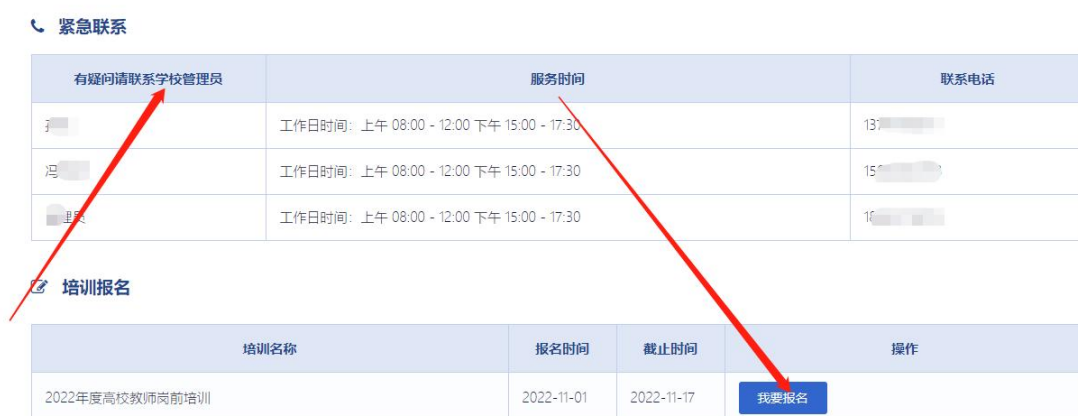 紧急联系
有疑问请联系学校管理员 服务时间 联系电话
工作日时间：上午 08:00 - 12:00 下午 15:00 - 17:30 137
冯 工作日时间：上午 08:00 - 12:00 下午 15:00 - 17:30 15
理员 工作日时间：上午 08:00 - 12:00 下午 15:00 - 17:30 18
培训报名
培训名称 报名时间 截止时间 操作
2022年度高校教师岗前培训 2022-11-01 2022-11-17 我要报名